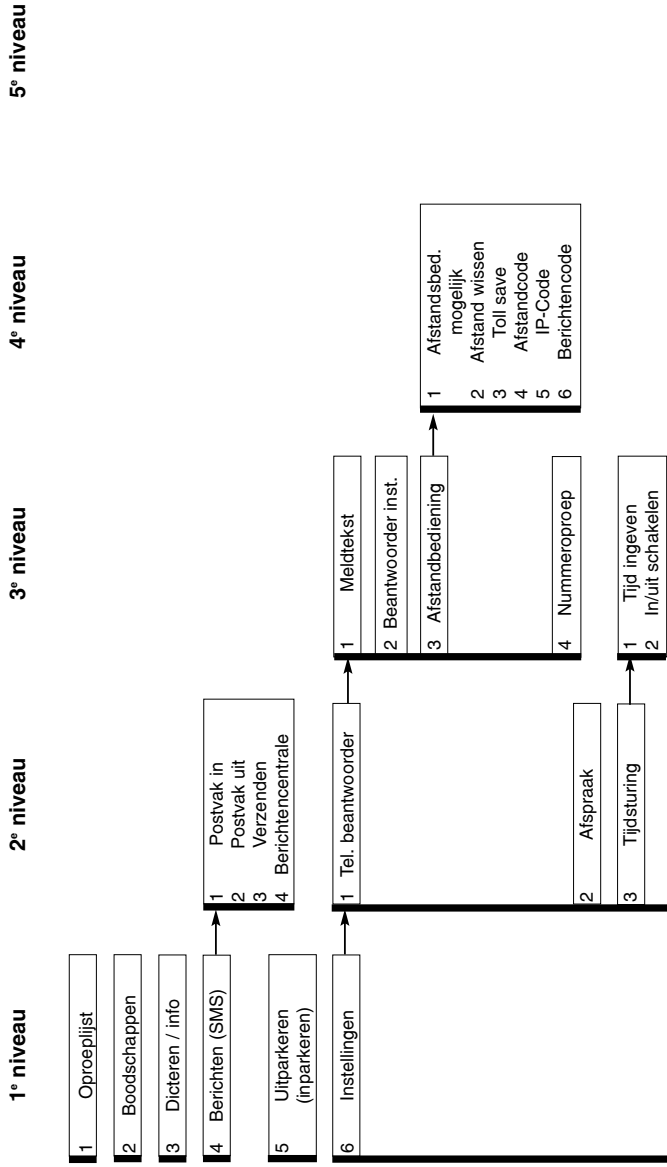 1e niveau
2e niveau
3e niveau
4e niveau
5e niveau
1 Oproeplijst
2 Boodschappen
3 Dicteren / info
4 Berichten (SMS)
1 Postvak in
2 Postvak uit
3 Verzenden
4 Berichtencentrale
5 Uitparkeren
(inparkeren)
6 Instellingen
1 Tel. beantwoorder
1 Meldtekst
2 Beantwoorder inst.
3 Afstandbediening
1 Afstandsbed.
mogelijk
2 Afstand wissen
3 Toll save
4 Afstandcode
5 IP-Code
6 Berichtencode
4 Nummeroproep
2 Afspraak
3 Tijdsturing
1 Tijd ingeven
2 In/uit schakelen